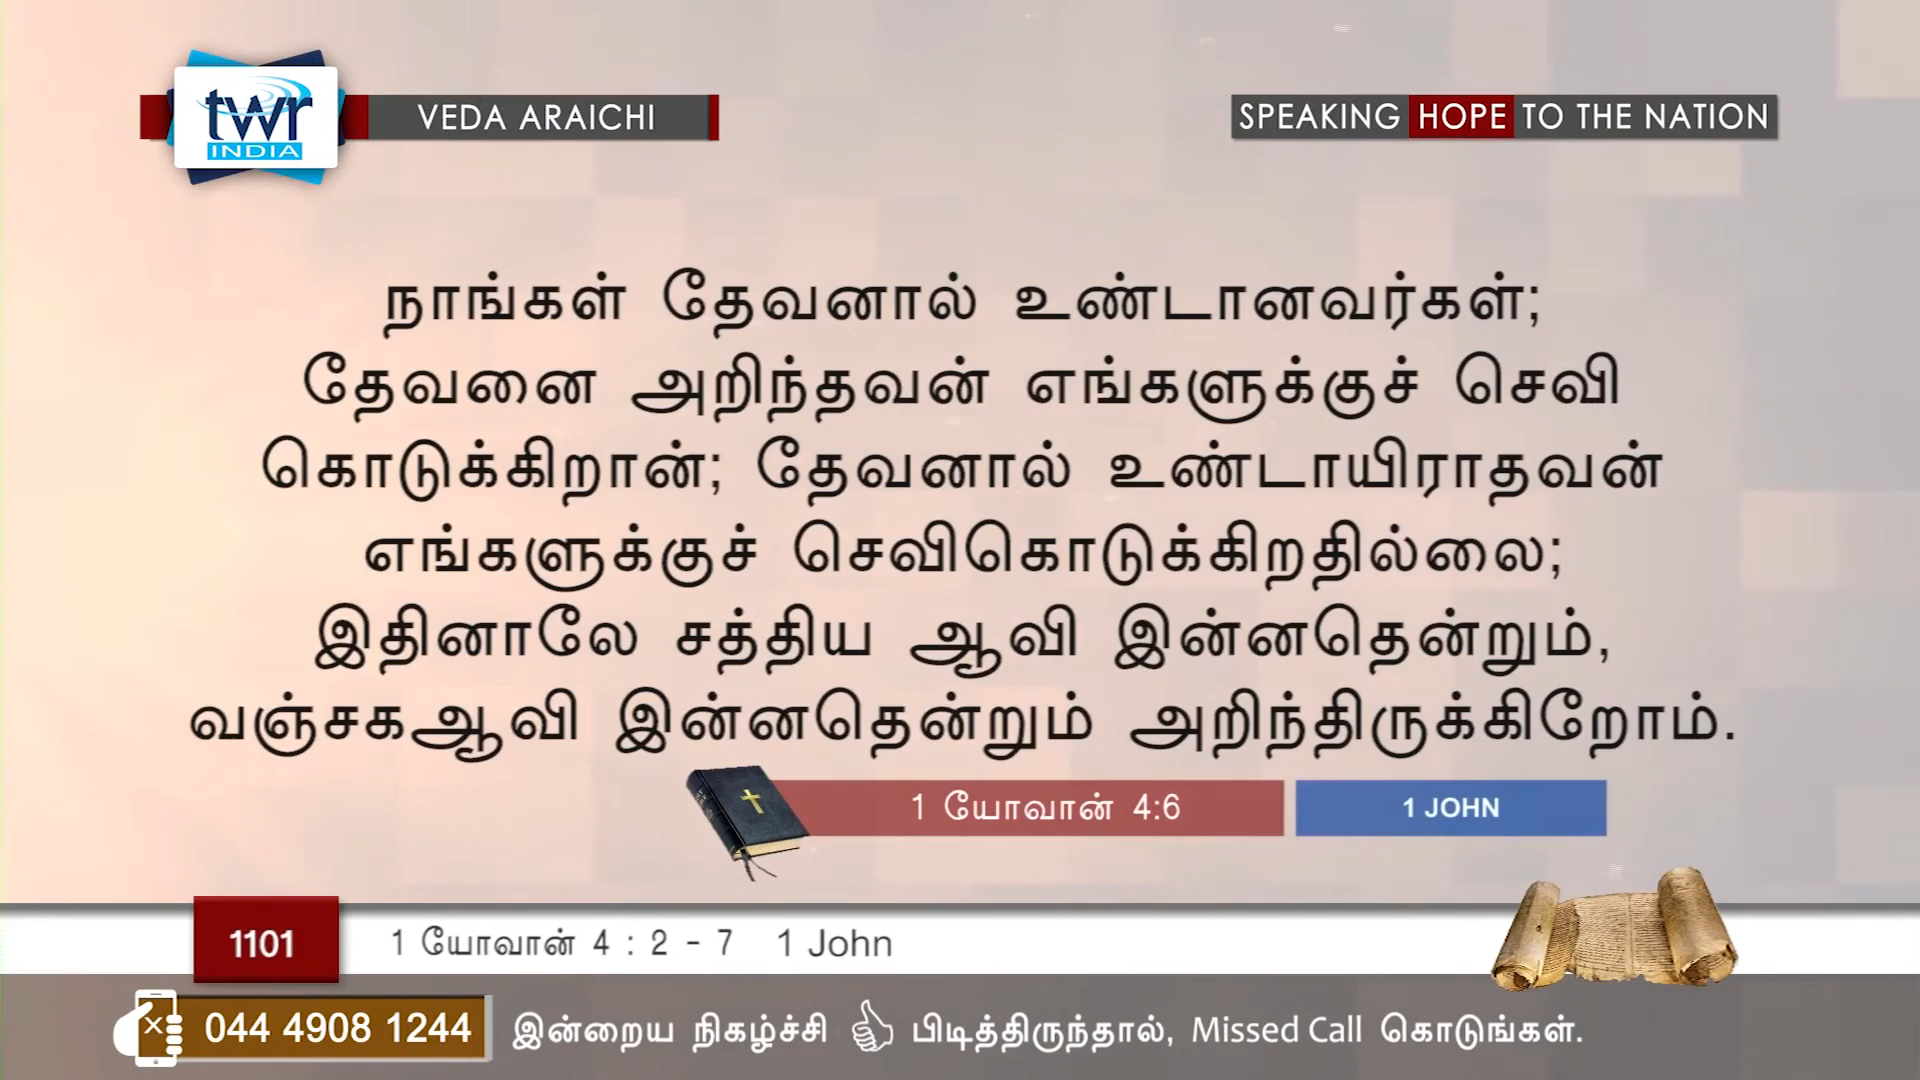 twr
INDIA
VEDA ARAICHI
SPEAKING HOPE TO THE NATION
நாங்கள் தேவனால் உண்டானவர்கள்;
தேவனை அறிந்தவன் எங்களுக்குச் செவி
கொடுக்கிறான்; தேவனால் உண்டாயிராதவன்
எங்களுக்குச் செவிகொடுக்கிறதில்லை;
இதினாலே சத்திய ஆவி இன்னதென்றும்,
வஞ்சகஆவி இன்னதென்றும் அறிந்திருக்கிறோம்.
1 யோவான் 4:6
1 JOHN
1101
1 யோவான் 4 : 2 - 7 1 John
044 4908 1244
இன்றைய நிகழ்ச்சி பிடித்திருந்தால், Missed Call கொடுங்கள்.